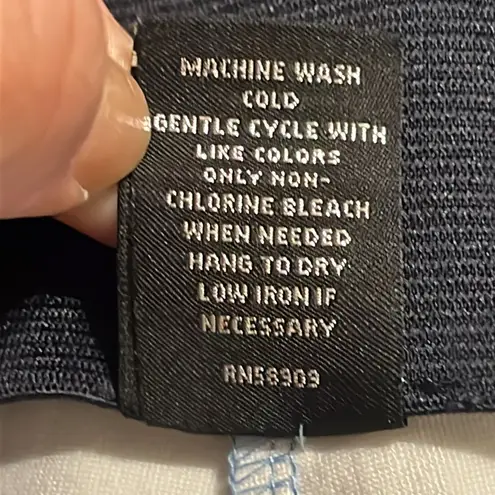 MACHINE WASH
COLD
GENTLE CYCLE WITH
LIKE COLORS
ONLY NON-
CHLORINE BLEACH
WHEN NEEDED
HANG TO DRY
LOW IRON IF
NECESSARY
RN58909